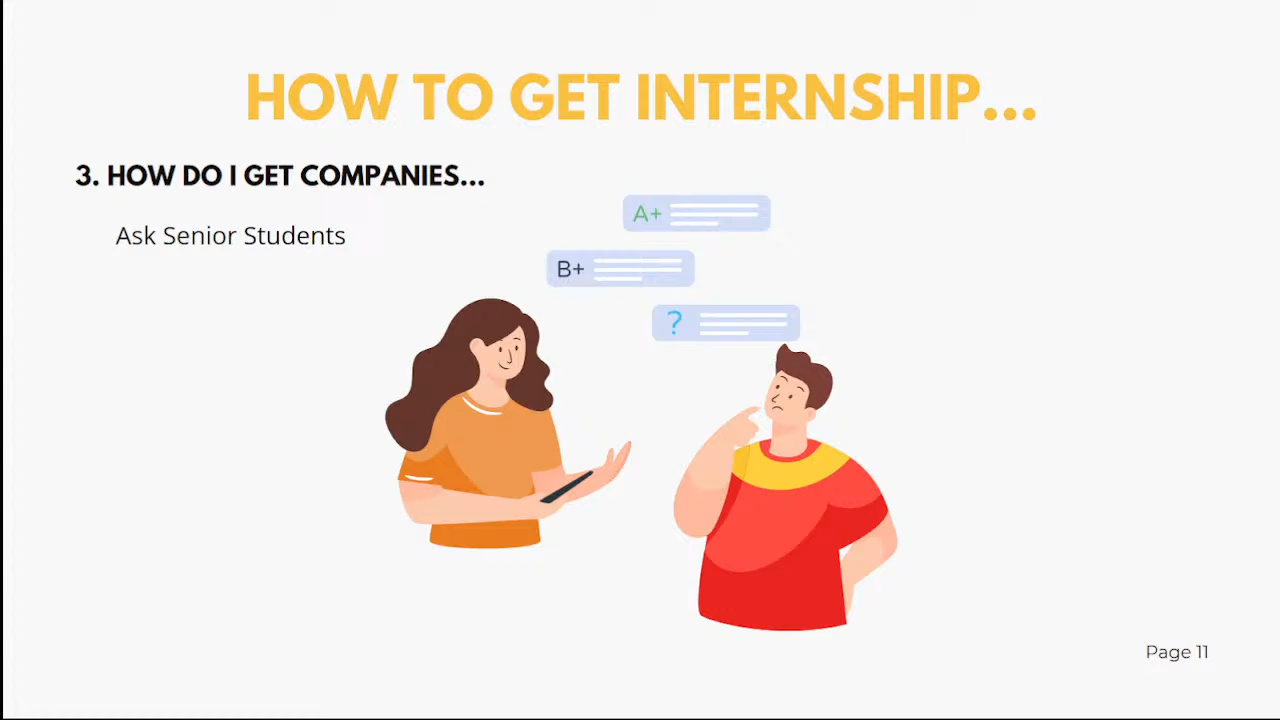 HOW TO GET INTERNSHIP...
3. HOW DO I GET COMPANIES...
Ask Senior Students
A+
B+
?
Page 11